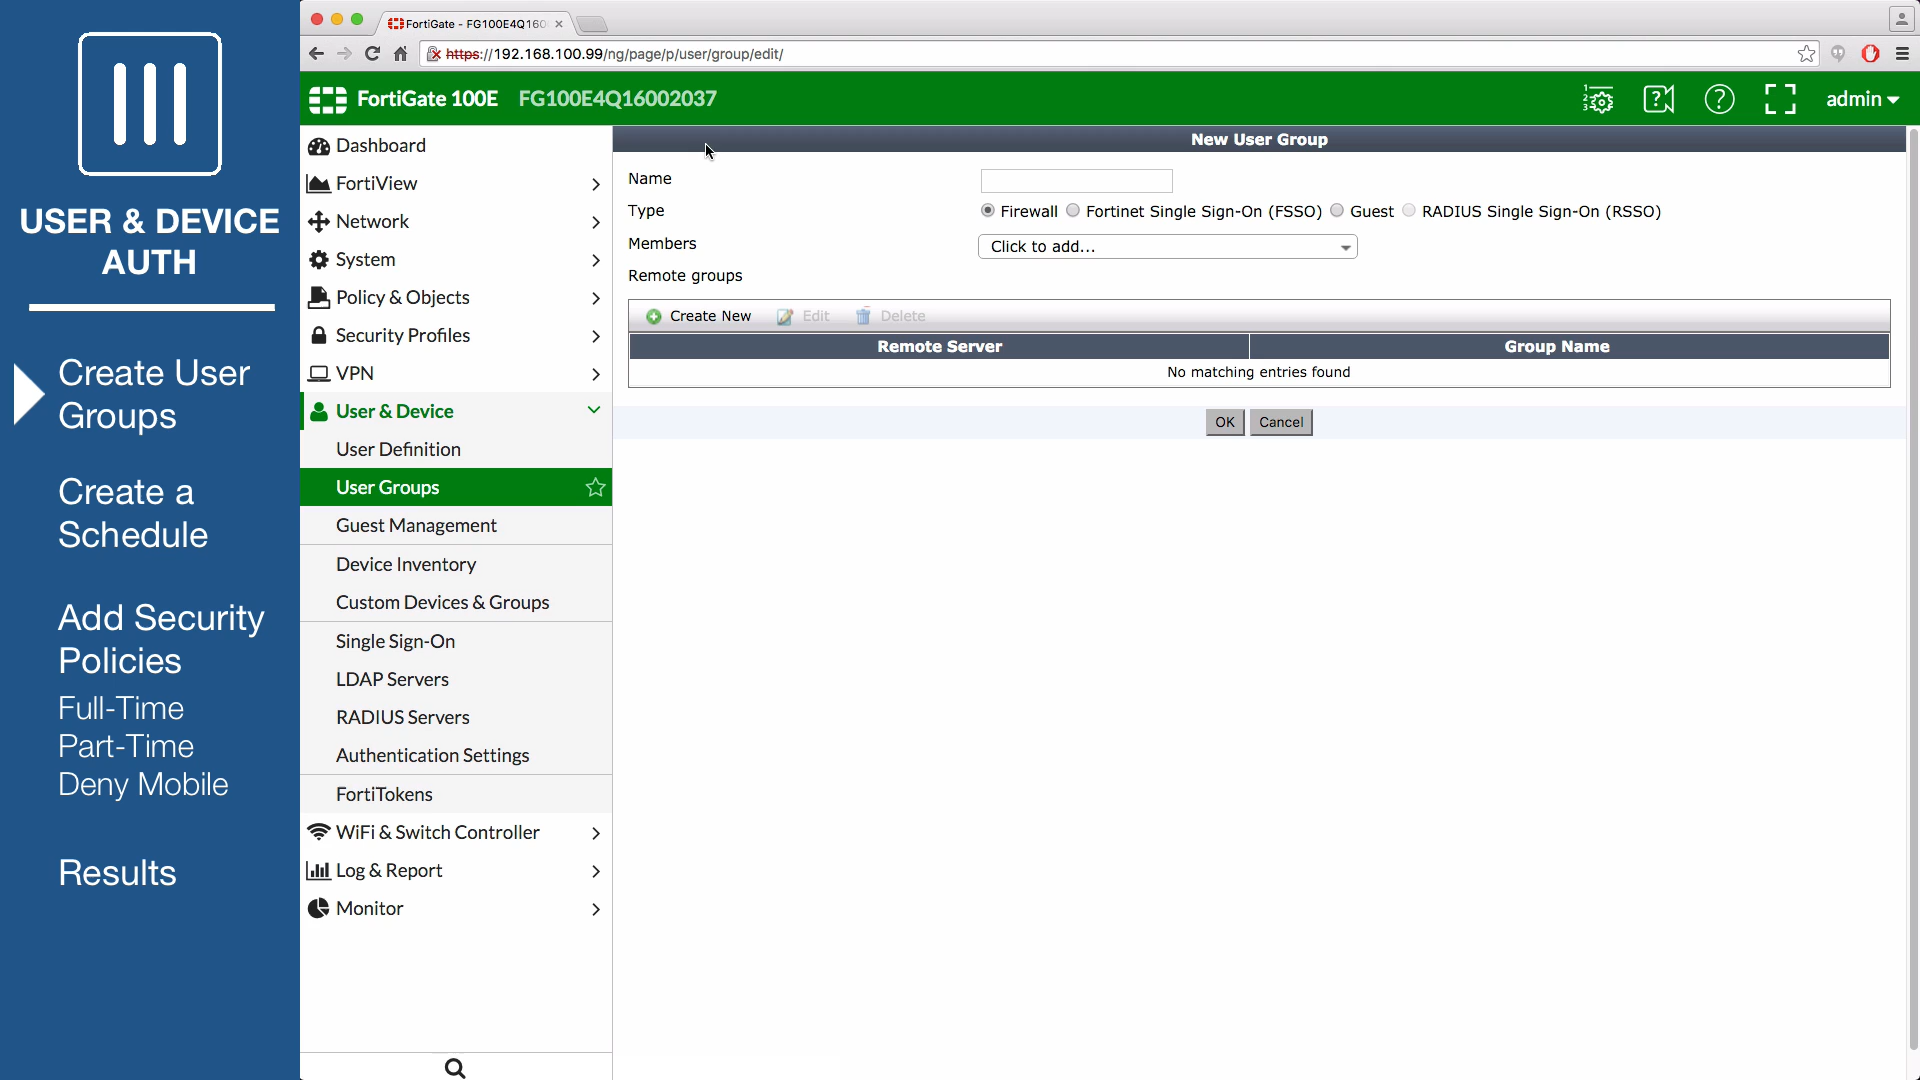 USER & DEVICE
AUTH
Create User
Groups
Create a
Schedule
Add Security
Policies
Full-Time
Part-Time
Deny Mobile
Results
FortiGate - FG100E4Q160
https://192.168.100.99/ng/page/p/user/group/edit/
FortiGate 100E FG100E4Q16002037
admin
Dashboard
FortiView
Network
System
Policy & Objects
Security Profiles
VPN
User & Device
User Definition
User Groups
Guest Management
Device Inventory
Custom Devices & Groups
Single Sign-On
LDAP Servers
RADIUS Servers
Authentication Settings
FortiTokens
WiFi & Switch Controller
Log & Report
Monitor
New User Group
Name
Type Firewall Fortinet Single Sign-On (FSSO) Guest RADIUS Single Sign-On (RSSO)
Members Click to add...
Remote groups
Create New Edit Delete
Remote Server Group Name
No matching entries found
OK Cancel